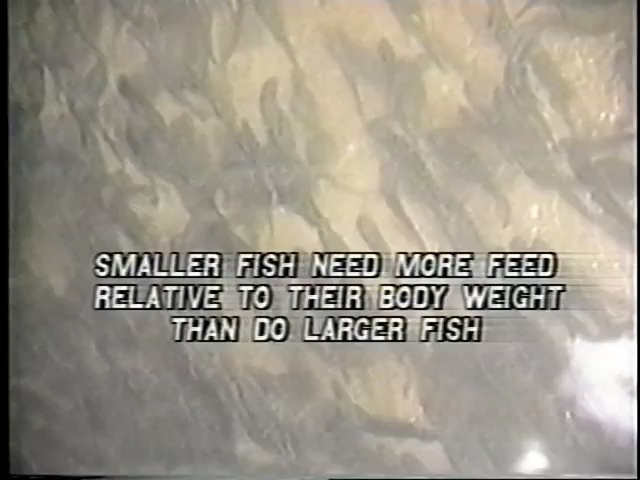 SMALLER FISH NEED MORE FEED
RELATIVE TO THEIR BODY WEIGHT
THAN DO LARGER FISH